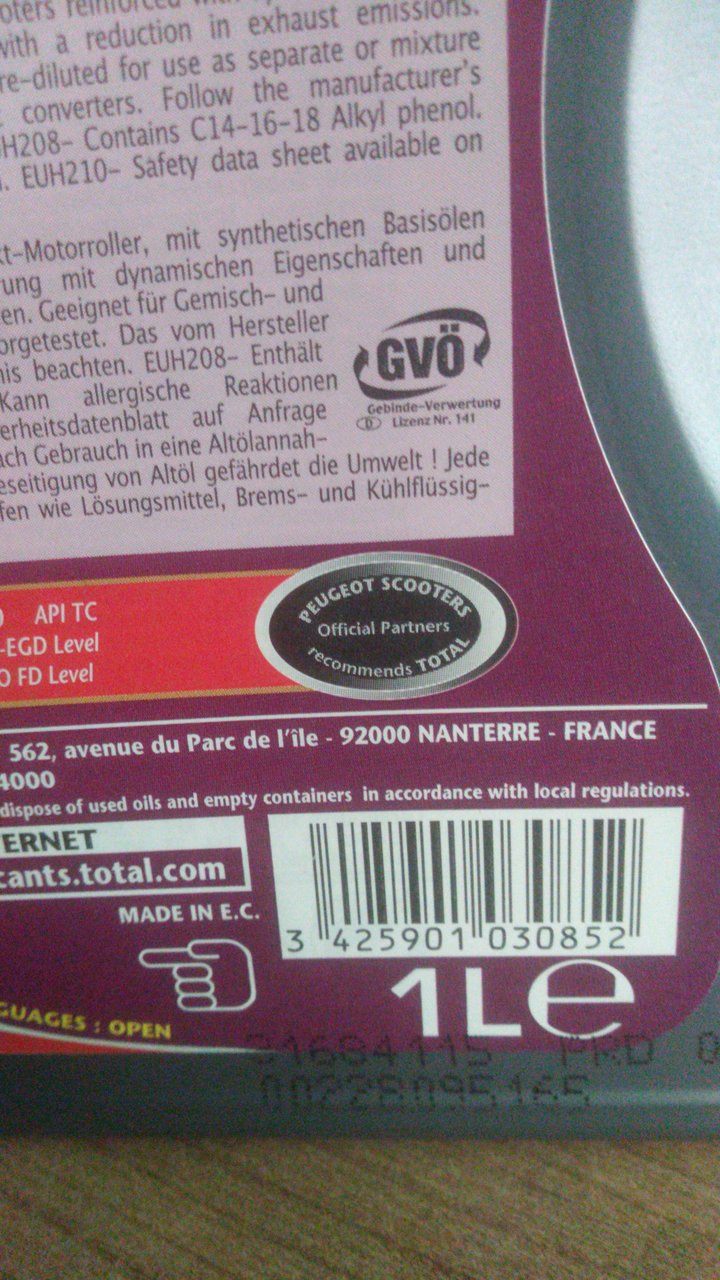 with a reduction in exhaust emissions.
re-diluted for use as separate or mixture
converters. Follow the manufacturer's
H208- Contains C14-16-18 Alkyl phenol.
. EUH210- Safety data sheet available on
kt-Motorroller, mit synthetischen Basisölen
rung mit dynamischen Eigenschaften und
en. Geeignet für Gemisch- und
orgetestet. Das vom Hersteller
nis beachten. EUH208- Enthält
Kann allergische Reaktionen
erheitsdatenblatt auf Anfrage
ach Gebrauch in eine Altölannah-
eseitigung von Altöl gefährdet die Umwelt ! Jede
fen wie Lösungsmittel, Brems- und Kühlflüssig-
GVÖ
Gebinde-Verwertung
D Lizenz Nr. 141
API TC
-EGD Level
O FD Level
PEUGEOT SCOOTERS
Official Partners
recommends TOTAL
562, avenue du Parc de l'île - 92000 NANTERRE - FRANCE
4000
dispose of used oils and empty containers in accordance with local regulations.
ERNET
cants.total.com
MADE IN E.C.
3 425901 030852
1L e
GUAGES : OPEN
PRD 0